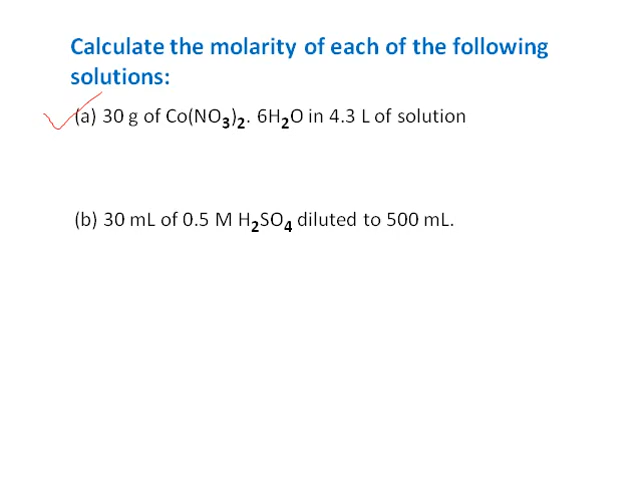 Calculate the molarity of each of the following
solutions:
(a) 30 g of Co(NO₃)₂. 6H₂O in 4.3 L of solution
(b) 30 mL of 0.5 M H₂SO₄ diluted to 500 mL.